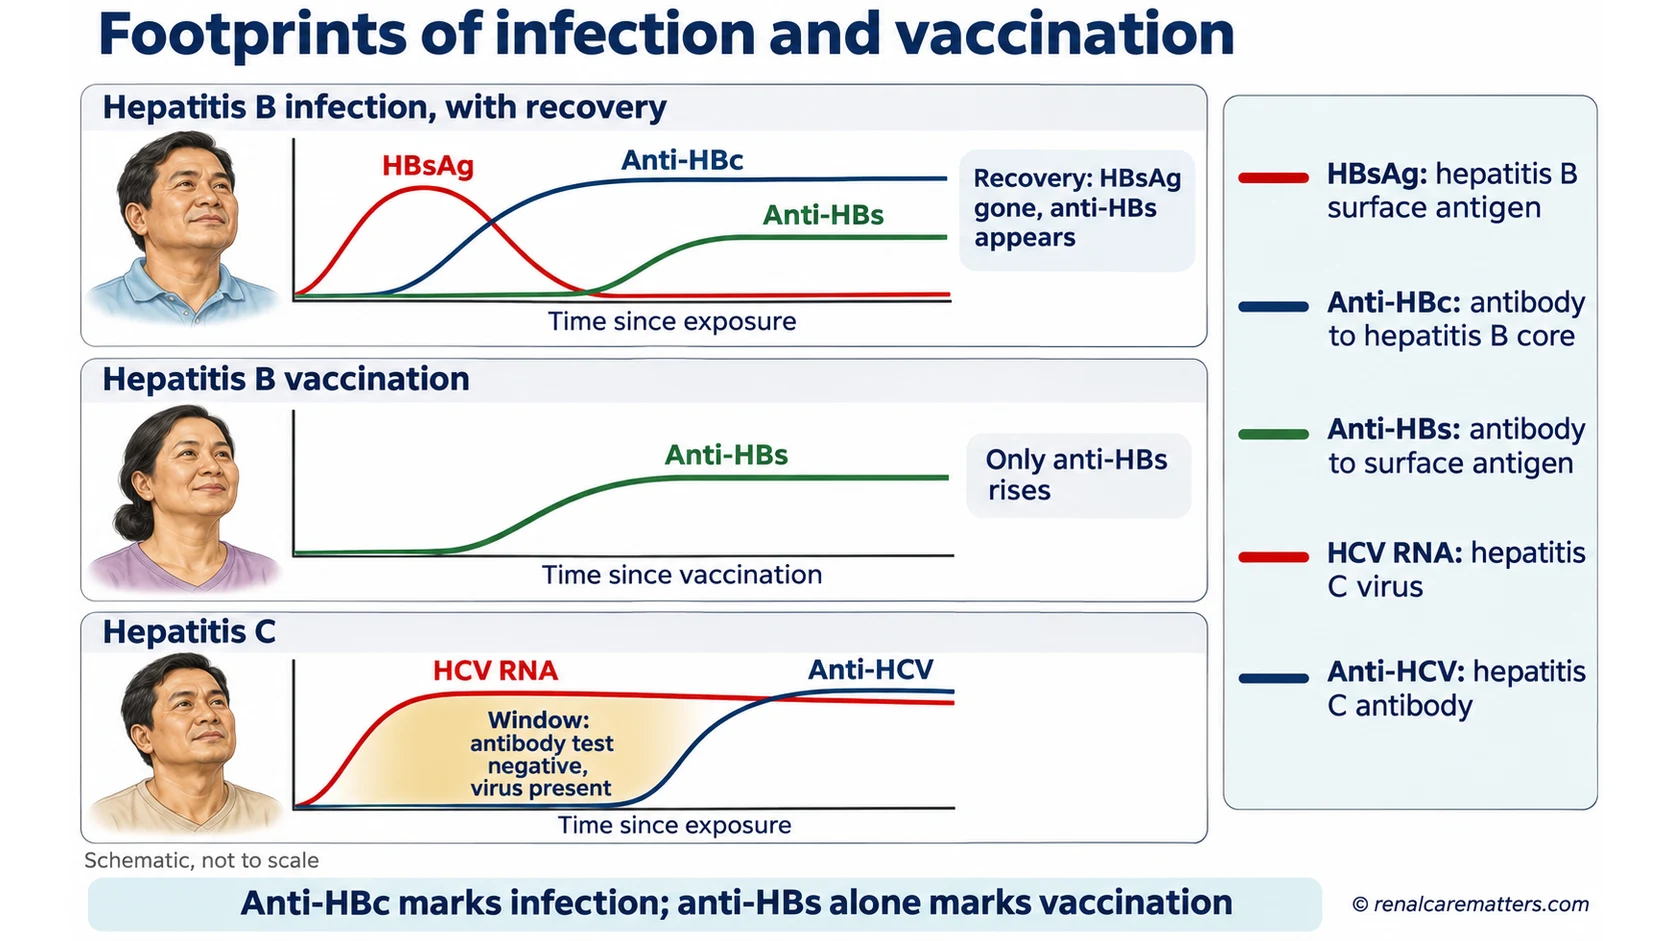 Footprints of infection and vaccination
Hepatitis B infection, with recovery
HBsAg
Anti-HBc
Anti-HBs
Recovery: HBsAg
gone, anti-HBs
appears
Time since exposure
Hepatitis B vaccination
Anti-HBs
Only anti-HBs
rises
Time since vaccination
Hepatitis C
HCV RNA
Anti-HCV
Window:
antibody test
negative,
virus present
Time since exposure
HBsAg: hepatitis B
surface antigen
Anti-HBc: antibody
to hepatitis B core
Anti-HBs: antibody
to surface antigen
HCV RNA: hepatitis
C virus
Anti-HCV: hepatitis
C antibody
Schematic, not to scale
Anti-HBc marks infection; anti-HBs alone marks vaccination
© renalcarematters.com